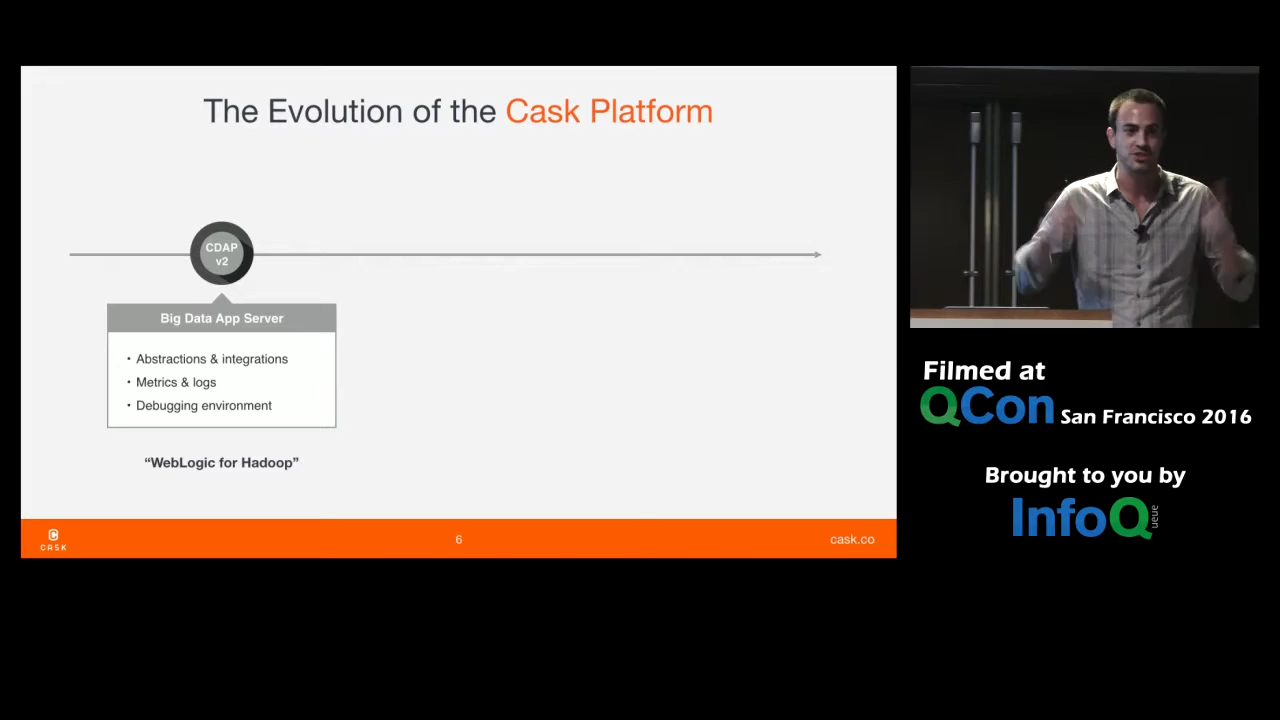 The Evolution of the Cask Platform
CDAP
v2
Big Data App Server
• Abstractions & integrations
• Metrics & logs
• Debugging environment
“WebLogic for Hadoop”
CASK
6
cask.co
Filmed at
QCon San Francisco 2016
Brought to you by
InfoQueue